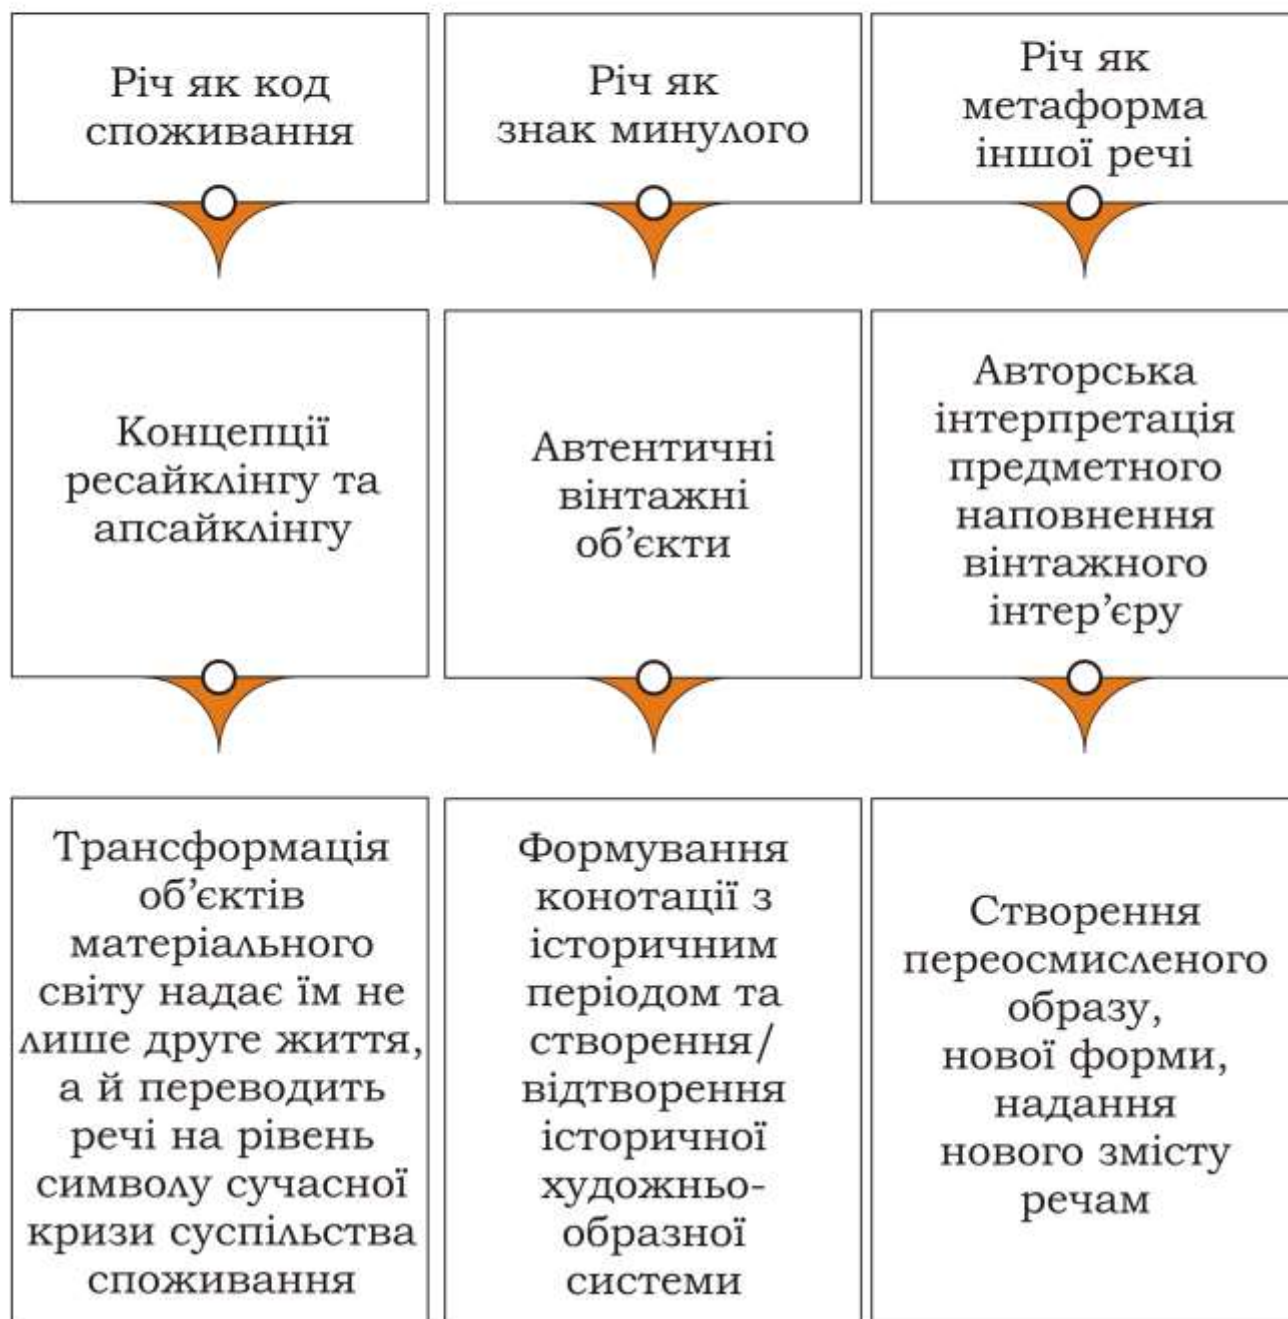 Річ як код
споживання
Річ як
знак минулого
Річ як
метаформа
іншої речі
Концепції
ресайклінгу та
апсайклінгу
Автентичні
вінтажні
об’єкти
Авторська
інтерпретація
предметного
наповнення
вінтажного
інтер’єру
Трансформація
об’єктів
матеріального
світу надає їм не
лише друге життя,
а й переводить
речі на рівень
символу сучасної
кризи суспільства
споживання
Формування
конотації з
історичним
періодом та
створення/
відтворення
історичної
художньо-
образної
системи
Створення
переосмисленого
образу,
нової форми,
надання
нового змісту
речам